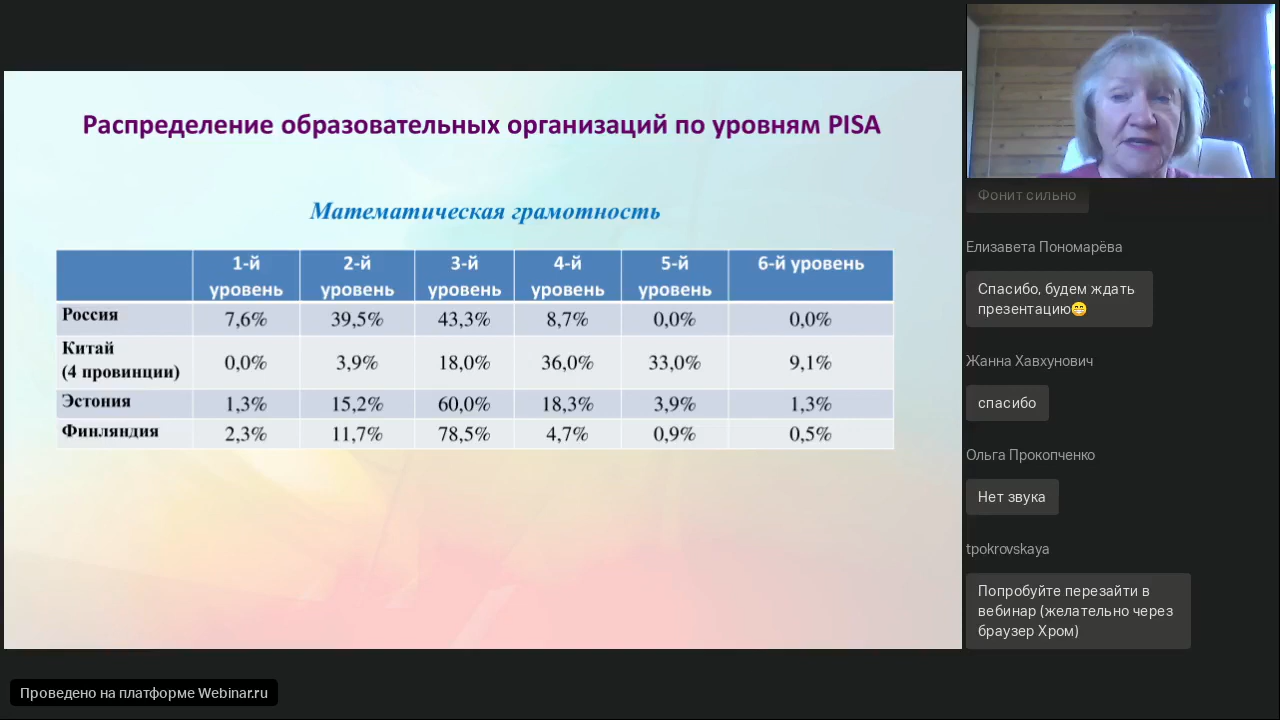 Распределение образовательных организаций по уровням PISA
Математическая грамотность
1-й уровень 2-й уровень 3-й уровень 4-й уровень 5-й уровень 6-й уровень
Россия 7,6% 39,5% 43,3% 8,7% 0,0% 0,0%
Китай (4 провинции) 0,0% 3,9% 18,0% 36,0% 33,0% 9,1%
Эстония 1,3% 15,2% 60,0% 18,3% 3,9% 1,3%
Финляндия 2,3% 11,7% 78,5% 4,7% 0,9% 0,5%
Фонит сильно
Елизавета Пономарёва
Спасибо, будем ждать
презентацию😁
Жанна Хавхунович
спасибо
Ольга Прокопченко
Нет звука
tpokrovskaya
Попробуйте перезайти в
вебинар (желательно через
браузер Хром)
Проведено на платформе Webinar.ru